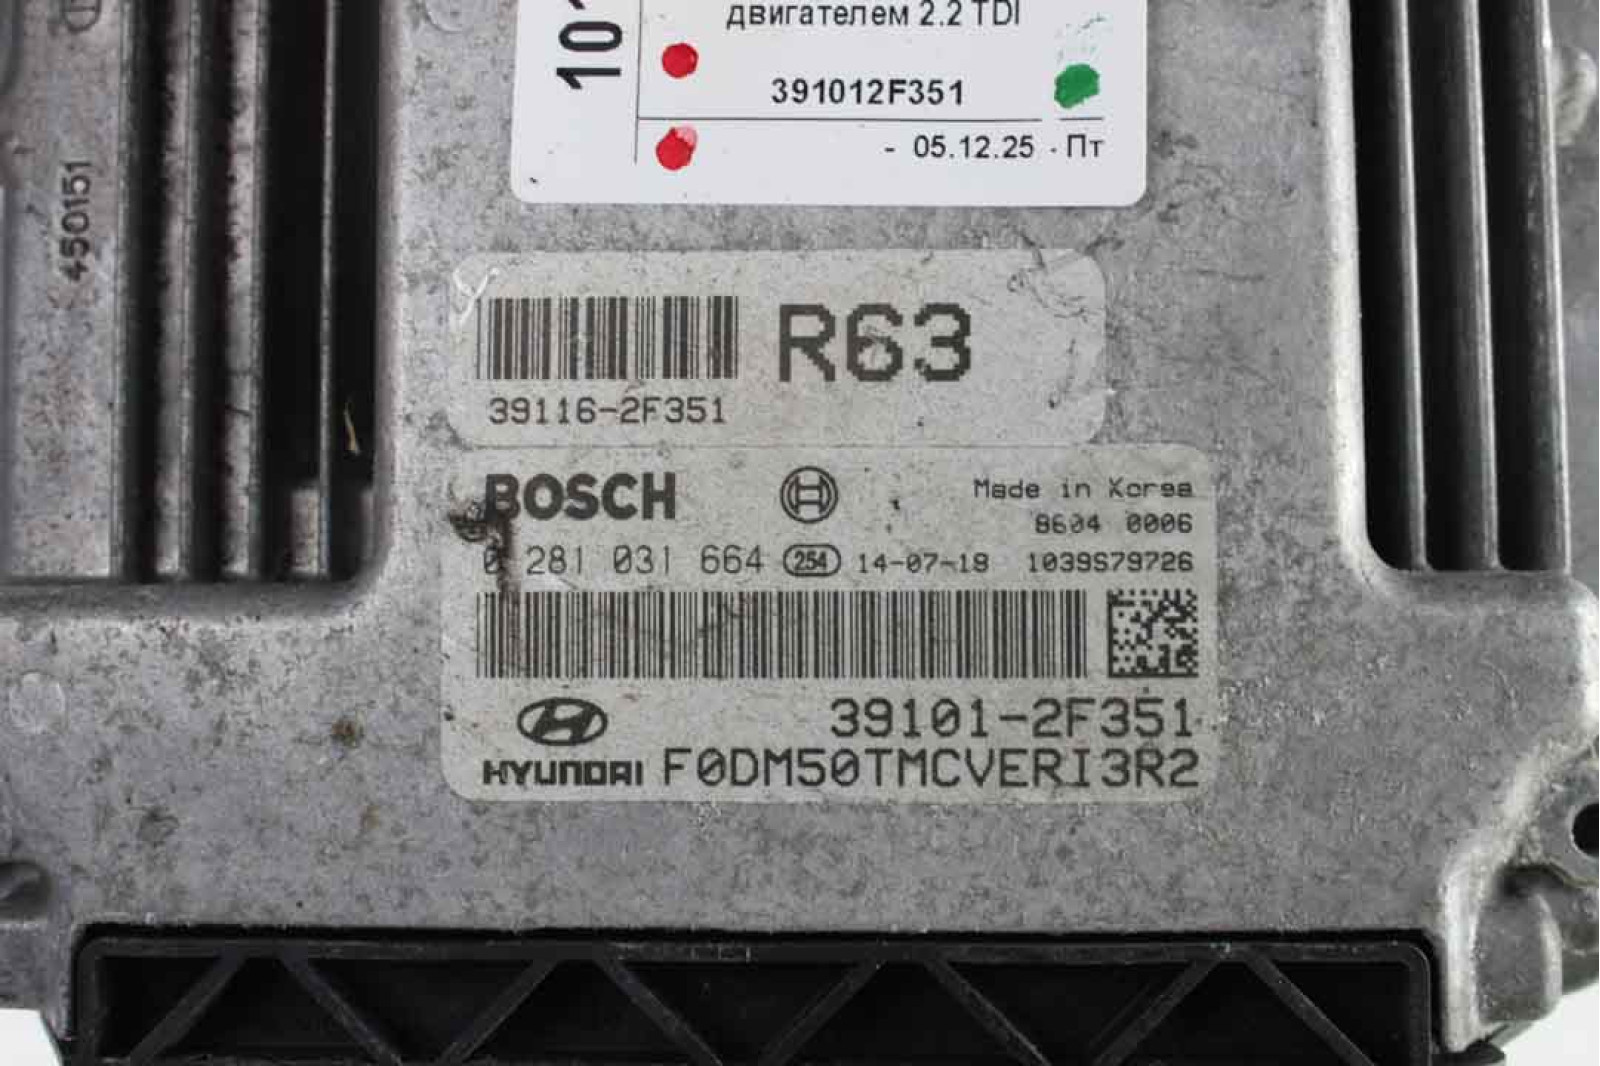 101
двигателем 2.2 TDI
391012F351
- 05.12.25 · Пт
450151
R63
39116-2F351
BOSCH
Made in Korea
8604 0006
0 281 031 664 254 14-07-18 1039S79726
39101-2F351
HYUNDAI F0DM50TMCVERI3R2